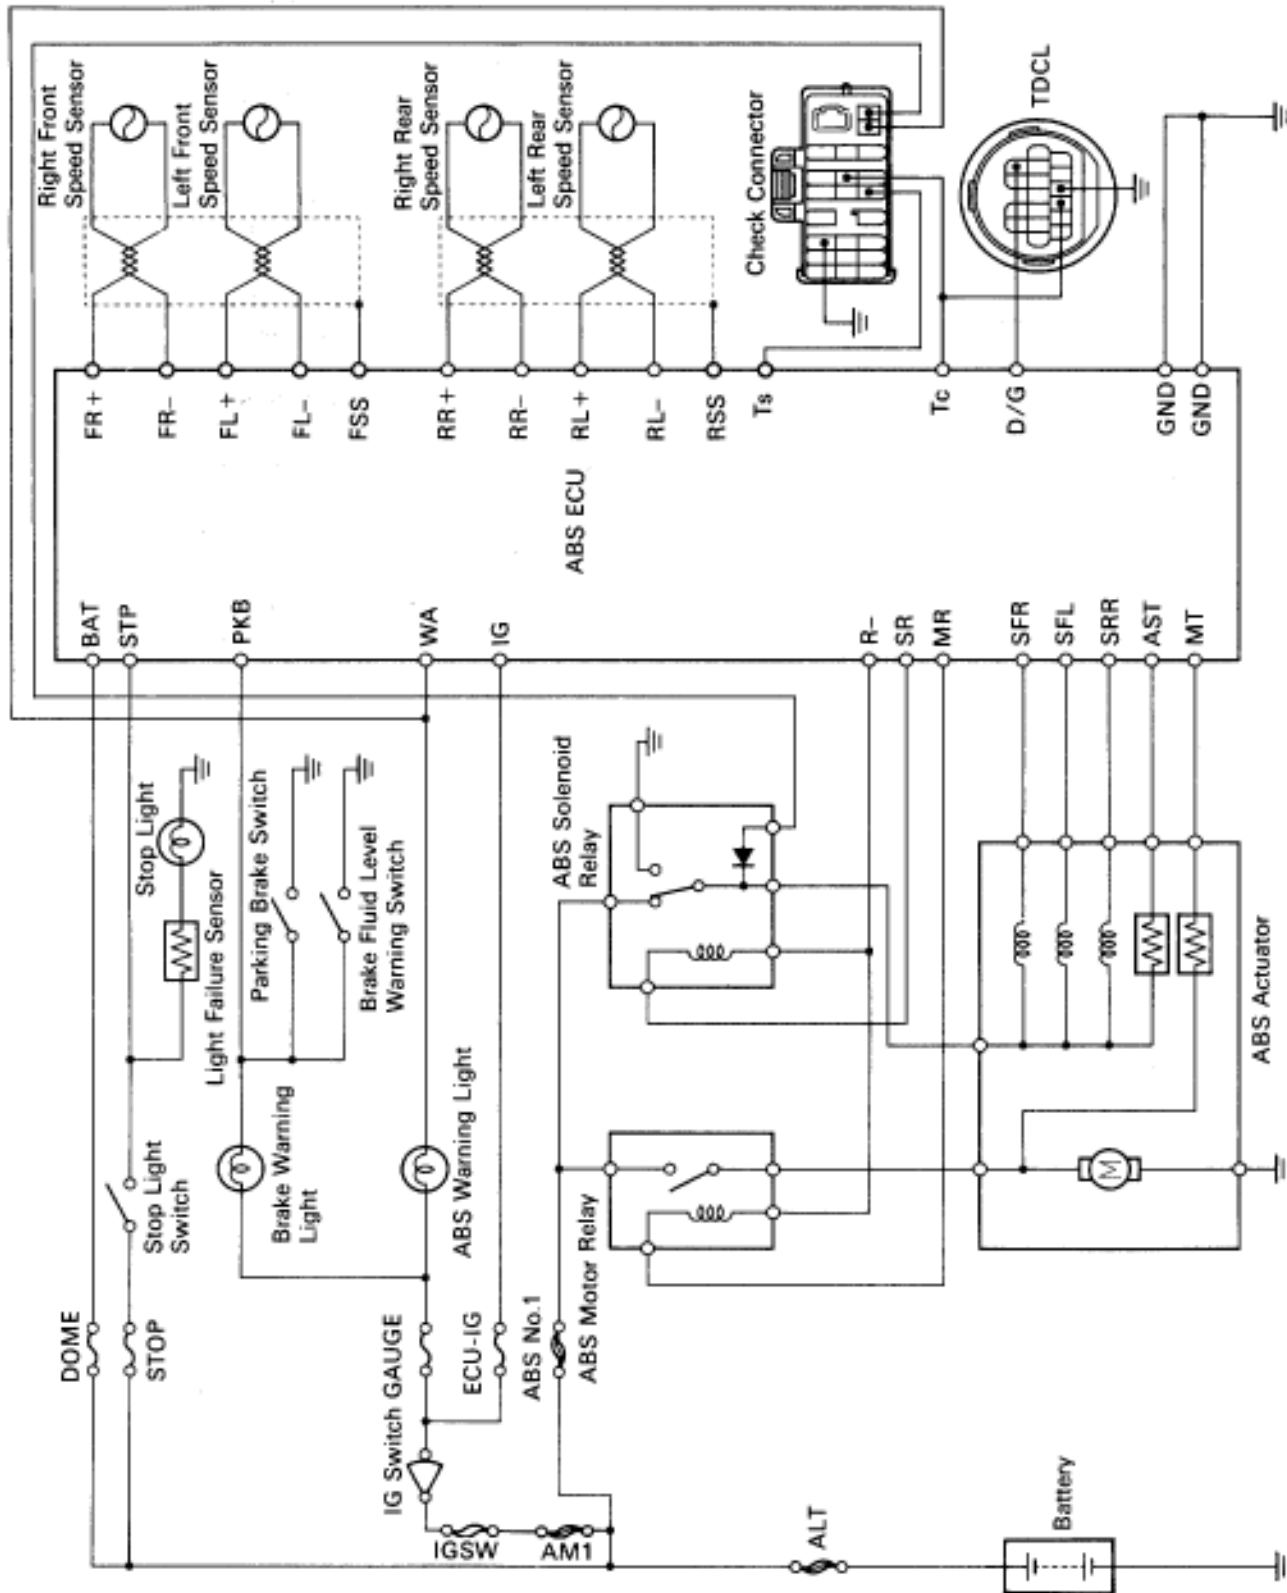 Right Front
Speed Sensor
Left Front
Speed Sensor
Right Rear
Speed Sensor
Left Rear
Speed Sensor
Check Connector
TDCL
FR+
FR-
FL+
FL-
FSS
RR+
RR-
RL+
RL-
RSS
Ts
Tc
D/G
GND
GND
ABS ECU
BAT
STP
PKB
WA
IG
R-
SR
MR
SFR
SFL
SRR
AST
MT
Stop Light
Light Failure Sensor
Parking Brake Switch
Brake Fluid Level
Warning Switch
ABS Solenoid
Relay
Stop Light
Switch
Brake Warning
Light
ABS Warning Light
ABS Motor Relay
ABS Actuator
M
DOME
STOP
GAUGE
ECU-IG
ABS No.1
IG Switch
IGSW
AM1
ALT
Battery